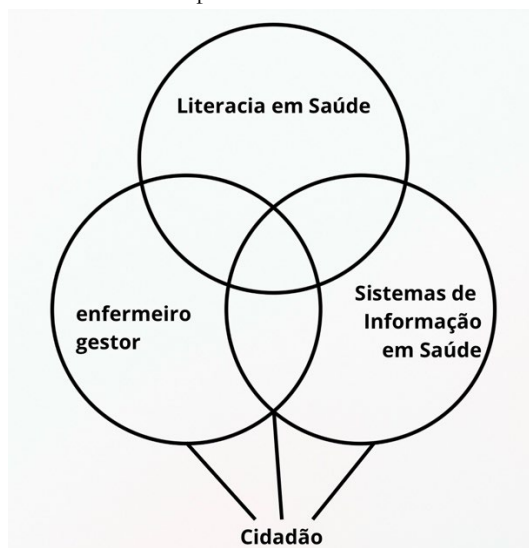 Literacia em Saúde
enfermeiro
gestor
Sistemas de
Informação
em Saúde
Cidadão